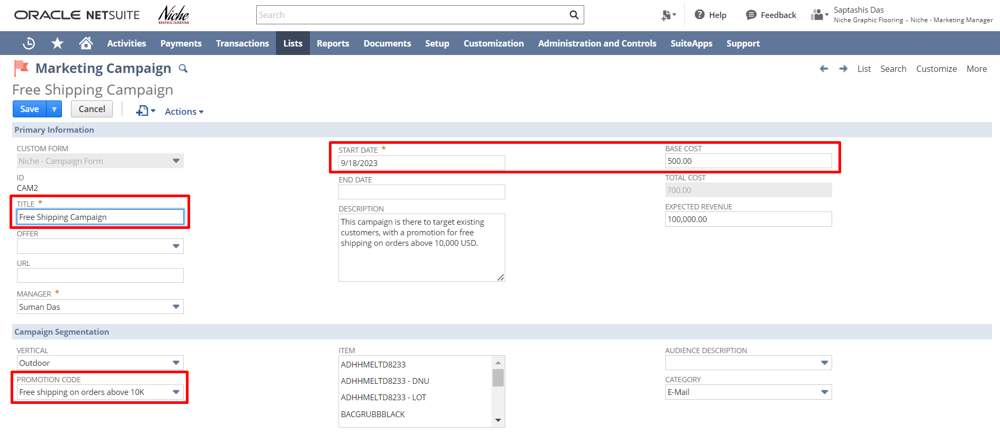 ORACLE NETSUITE
Niche
GRAPHIC FLOORING
Search
Help
Feedback
Saptashis Das
Niche Graphic Flooring - Niche - Marketing Manager
Activities Payments Transactions Lists Reports Documents Setup Customization Administration and Controls SuiteApps Support
Marketing Campaign
List Search Customize More
Free Shipping Campaign
Save Cancel Actions
Primary Information
CUSTOM FORM
Niche - Campaign Form
ID
CAM2
TITLE *
Free Shipping Campaign
OFFER
URL
MANAGER *
Suman Das
START DATE *
9/18/2023
END DATE
DESCRIPTION
This campaign is there to target existing
customers, with a promotion for free
shipping on orders above 10,000 USD.
BASE COST
500.00
TOTAL COST
700.00
EXPECTED REVENUE
100,000.00
Campaign Segmentation
VERTICAL
Outdoor
PROMOTION CODE
Free shipping on orders above 10K
ITEM
ADHHMELTD8233
ADHHMELTD8233 - DNU
ADHHMELTD8233 - LOT
BACGRUBBBLACK
AUDIENCE DESCRIPTION
CATEGORY
E-Mail